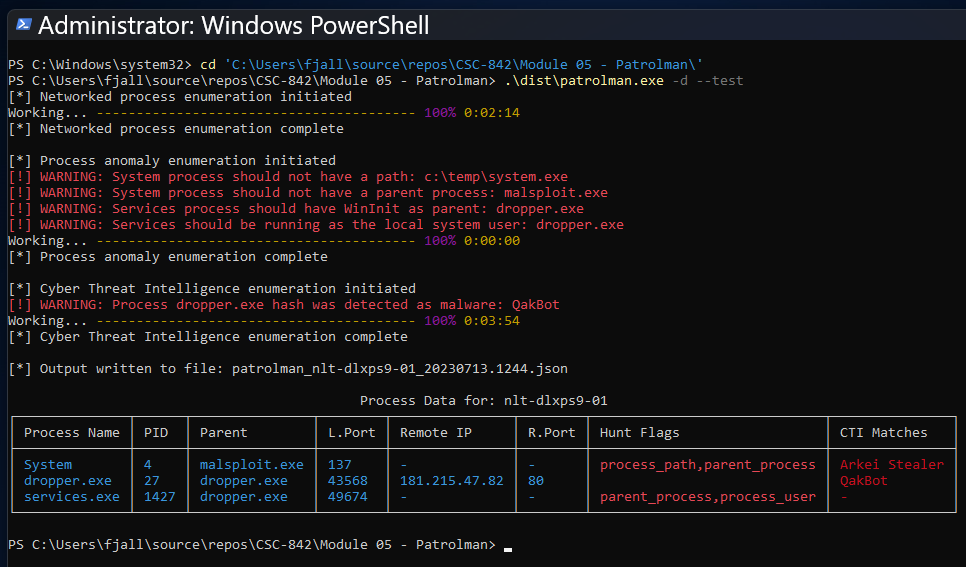 Administrator: Windows PowerShell
PS C:\Windows\system32> cd 'C:\Users\fjall\source\repos\CSC-842\Module 05 - Patrolman\'
PS C:\Users\fjall\source\repos\CSC-842\Module 05 - Patrolman> .\dist\patrolman.exe -d --test
[*] Networked process enumeration initiated
Working... ---------------------------------------- 100% 0:02:14
[*] Networked process enumeration complete
[*] Process anomaly enumeration initiated
[!] WARNING: System process should not have a path: c:\temp\system.exe
[!] WARNING: System process should not have a parent process: malsploit.exe
[!] WARNING: Services process should have WinInit as parent: dropper.exe
[!] WARNING: Services should be running as the local system user: dropper.exe
Working... ---------------------------------------- 100% 0:00:00
[*] Process anomaly enumeration complete
[*] Cyber Threat Intelligence enumeration initiated
[!] WARNING: Process dropper.exe hash was detected as malware: QakBot
Working... ---------------------------------------- 100% 0:03:54
[*] Cyber Threat Intelligence enumeration complete
[*] Output written to file: patrolman_nlt-dlxps9-01_20230713.1244.json
Process Data for: nlt-dlxps9-01
Process Name PID Parent L.Port Remote IP R.Port Hunt Flags CTI Matches
System 4 malsploit.exe 137 - - process_path,parent_process Arkei Stealer
dropper.exe 27 dropper.exe 43568 181.215.47.82 80 QakBot
services.exe 1427 dropper.exe 49674 - - parent_process,process_user -
PS C:\Users\fjall\source\repos\CSC-842\Module 05 - Patrolman>